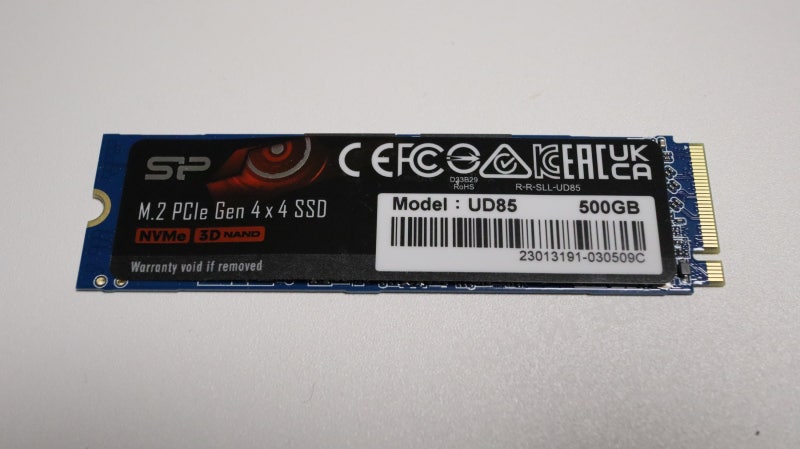 SP
M.2 PCIe Gen 4 x 4 SSD
NVMe 3D NAND
Warranty void if removed
CE FC EAC UK CA
D33B29
RoHS
R-R-SLL-UD85
Model : UD85 500GB
23013191-030509C